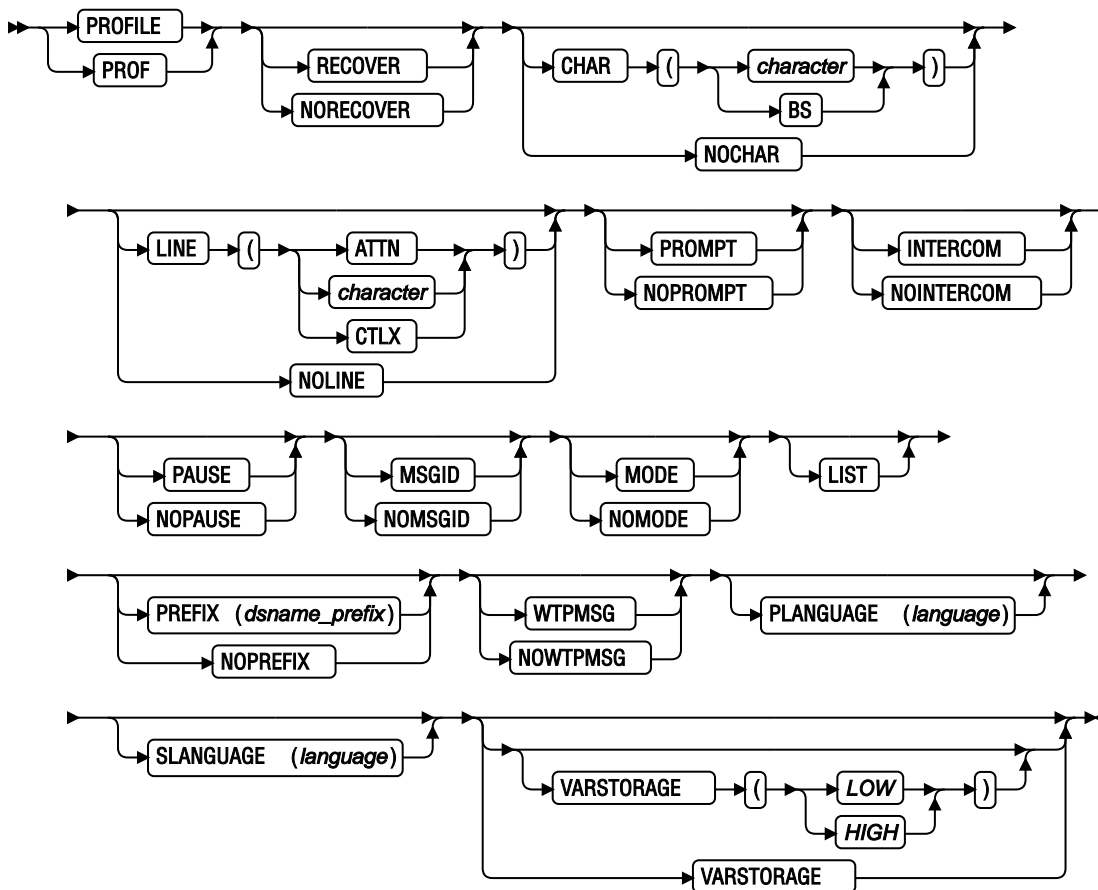 PROFILE
PROF
RECOVER
NORECOVER
CHAR ( character )
BS
NOCHAR
LINE ( ATTN )
character
CTLX
NOLINE
PROMPT
NOPROMPT
INTERCOM
NOINTERCOM
PAUSE
NOPAUSE
MSGID
NOMSGID
MODE
NOMODE
LIST
PREFIX (dsname_prefix)
NOPREFIX
WTPMSG
NOWTPMSG
PLANGUAGE (language)
SLANGUAGE (language)
VARSTORAGE ( LOW )
HIGH
VARSTORAGE